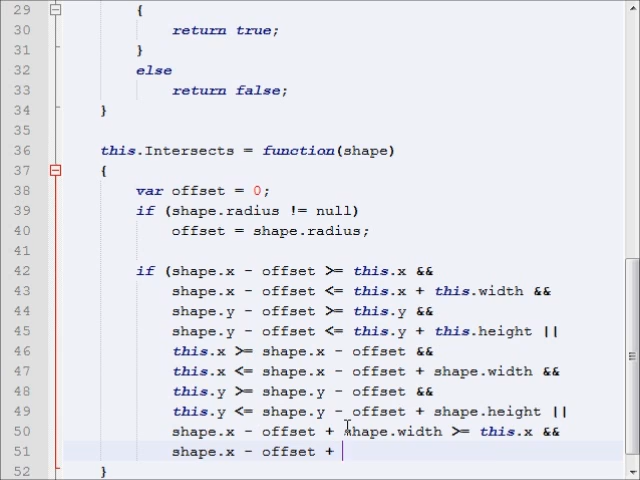 29 {
30 return true;
31 }
32 else
33 return false;
34 }
35
36 this.Intersects = function(shape)
37 {
38 var offset = 0;
39 if (shape.radius != null)
40 offset = shape.radius;
41
42 if (shape.x - offset >= this.x &&
43 shape.x - offset <= this.x + this.width &&
44 shape.y - offset >= this.y &&
45 shape.y - offset <= this.y + this.height ||
46 this.x >= shape.x - offset &&
47 this.x <= shape.x - offset + shape.width &&
48 this.y >= shape.y - offset &&
49 this.y <= shape.y - offset + shape.height ||
50 shape.x - offset + shape.width >= this.x &&
51 shape.x - offset +
52 }